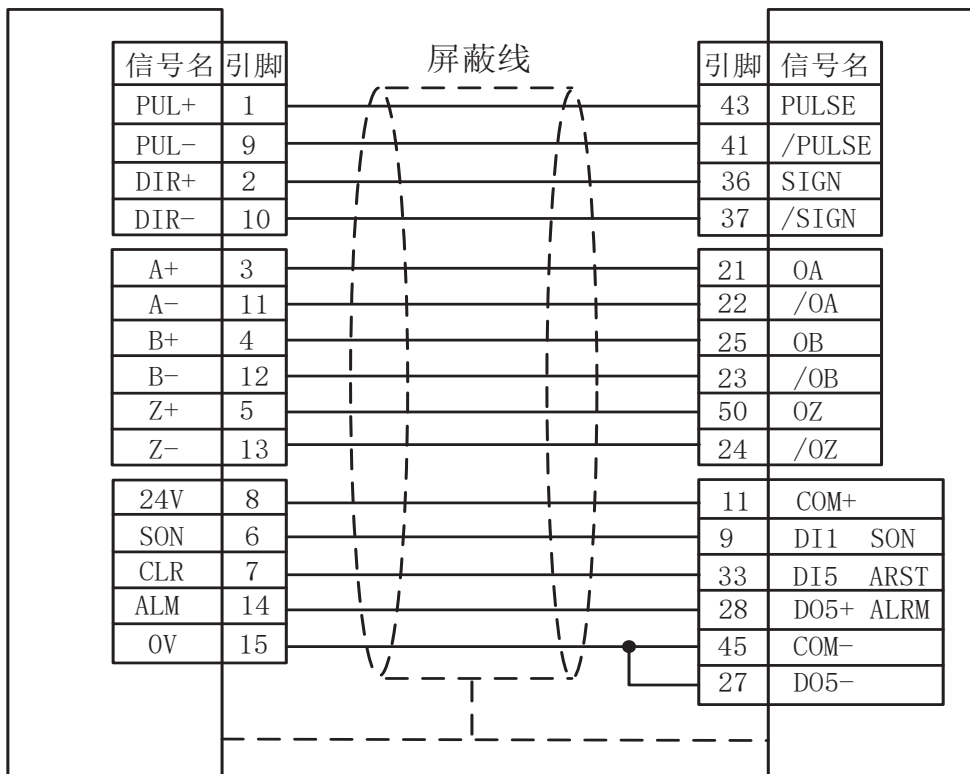 屏蔽线
信号名 引脚 引脚 信号名
PUL+ 1 43 PULSE
PUL- 9 41 /PULSE
DIR+ 2 36 SIGN
DIR- 10 37 /SIGN
A+ 3 21 OA
A- 11 22 /OA
B+ 4 25 OB
B- 12 23 /OB
Z+ 5 50 OZ
Z- 13 24 /OZ
24V 8 11 COM+
SON 6 9 DI1 SON
CLR 7 33 DI5 ARST
ALM 14 28 DO5+ ALRM
0V 15 45 COM-
27 DO5-